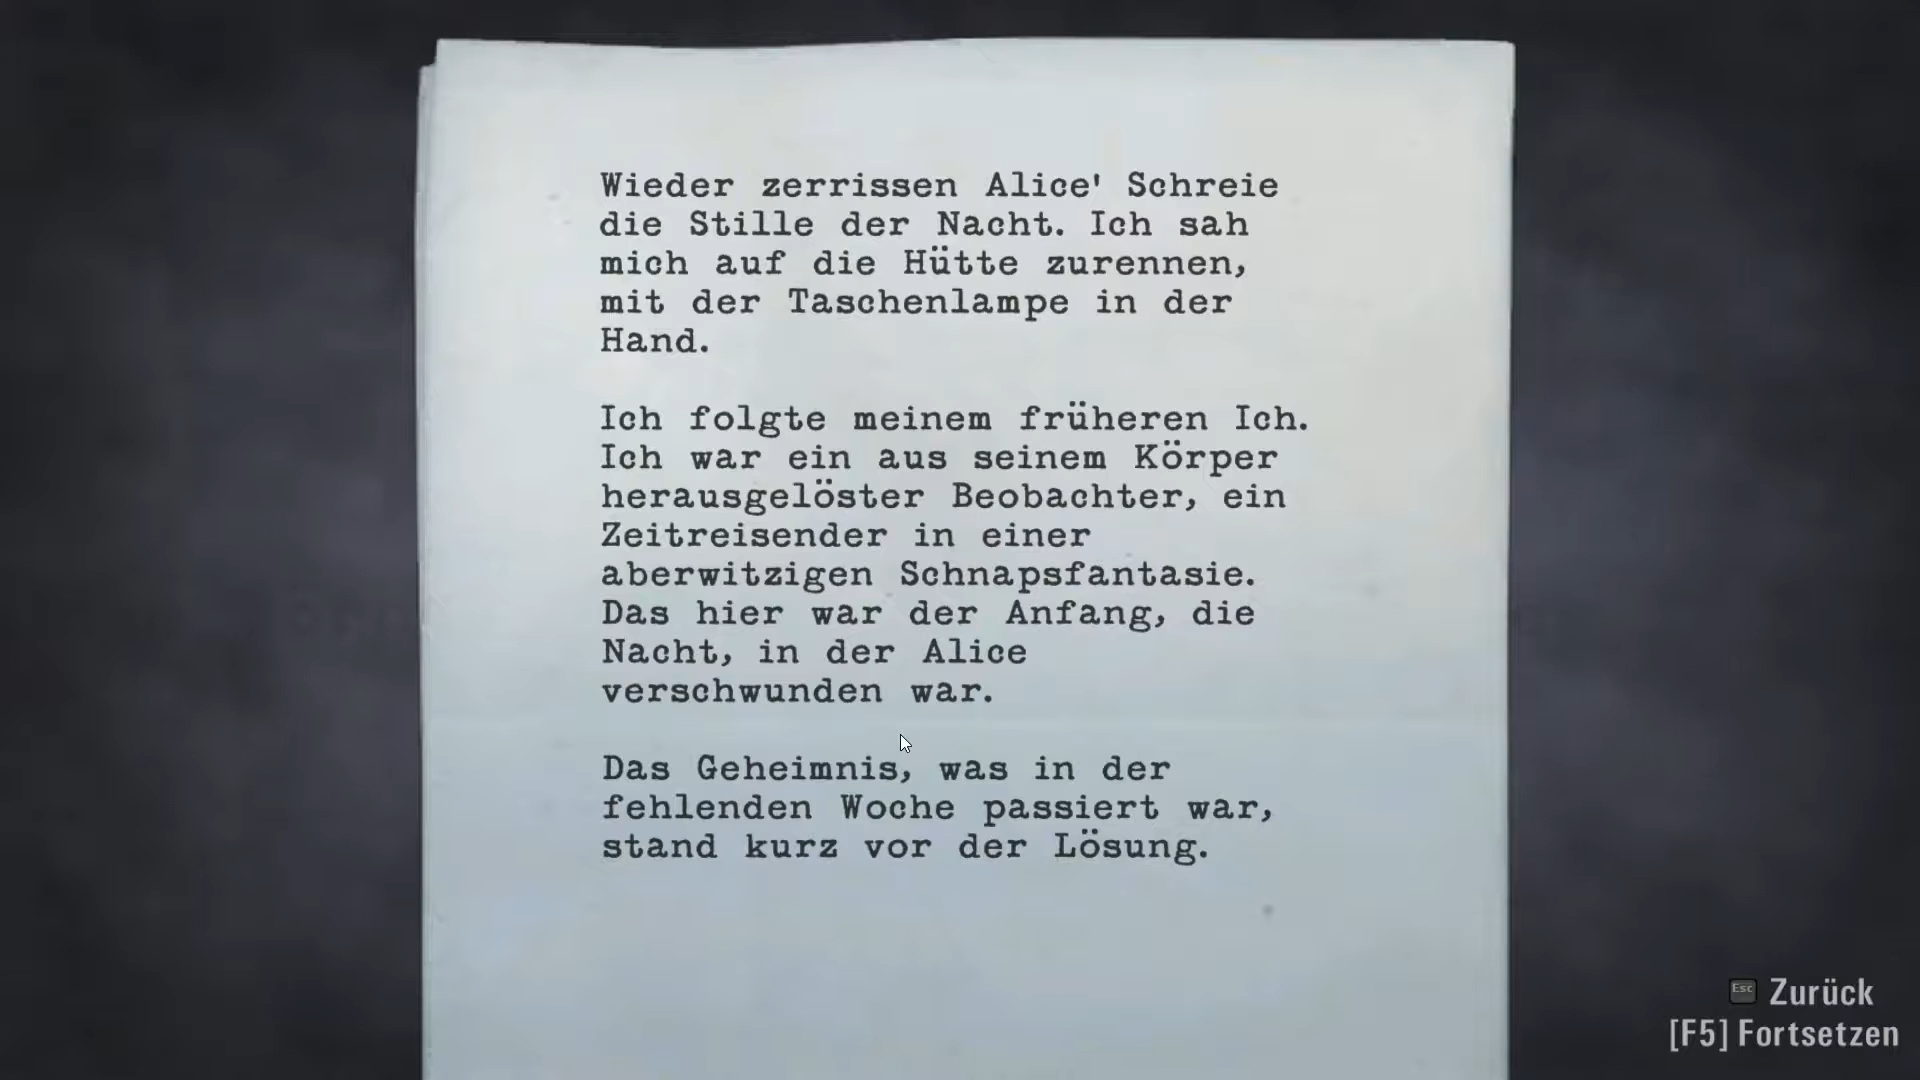 Wieder zerrissen Alice' Schreie
die Stille der Nacht. Ich sah
mich auf die Hütte zurennen,
mit der Taschenlampe in der
Hand.
Ich folgte meinem früheren Ich.
Ich war ein aus seinem Körper
herausgelöster Beobachter, ein
Zeitreisender in einer
aberwitzigen Schnapsfantasie.
Das hier war der Anfang, die
Nacht, in der Alice
verschwunden war.
Das Geheimnis, was in der
fehlenden Woche passiert war,
stand kurz vor der Lösung.
Esc Zurück
[F5] Fortsetzen